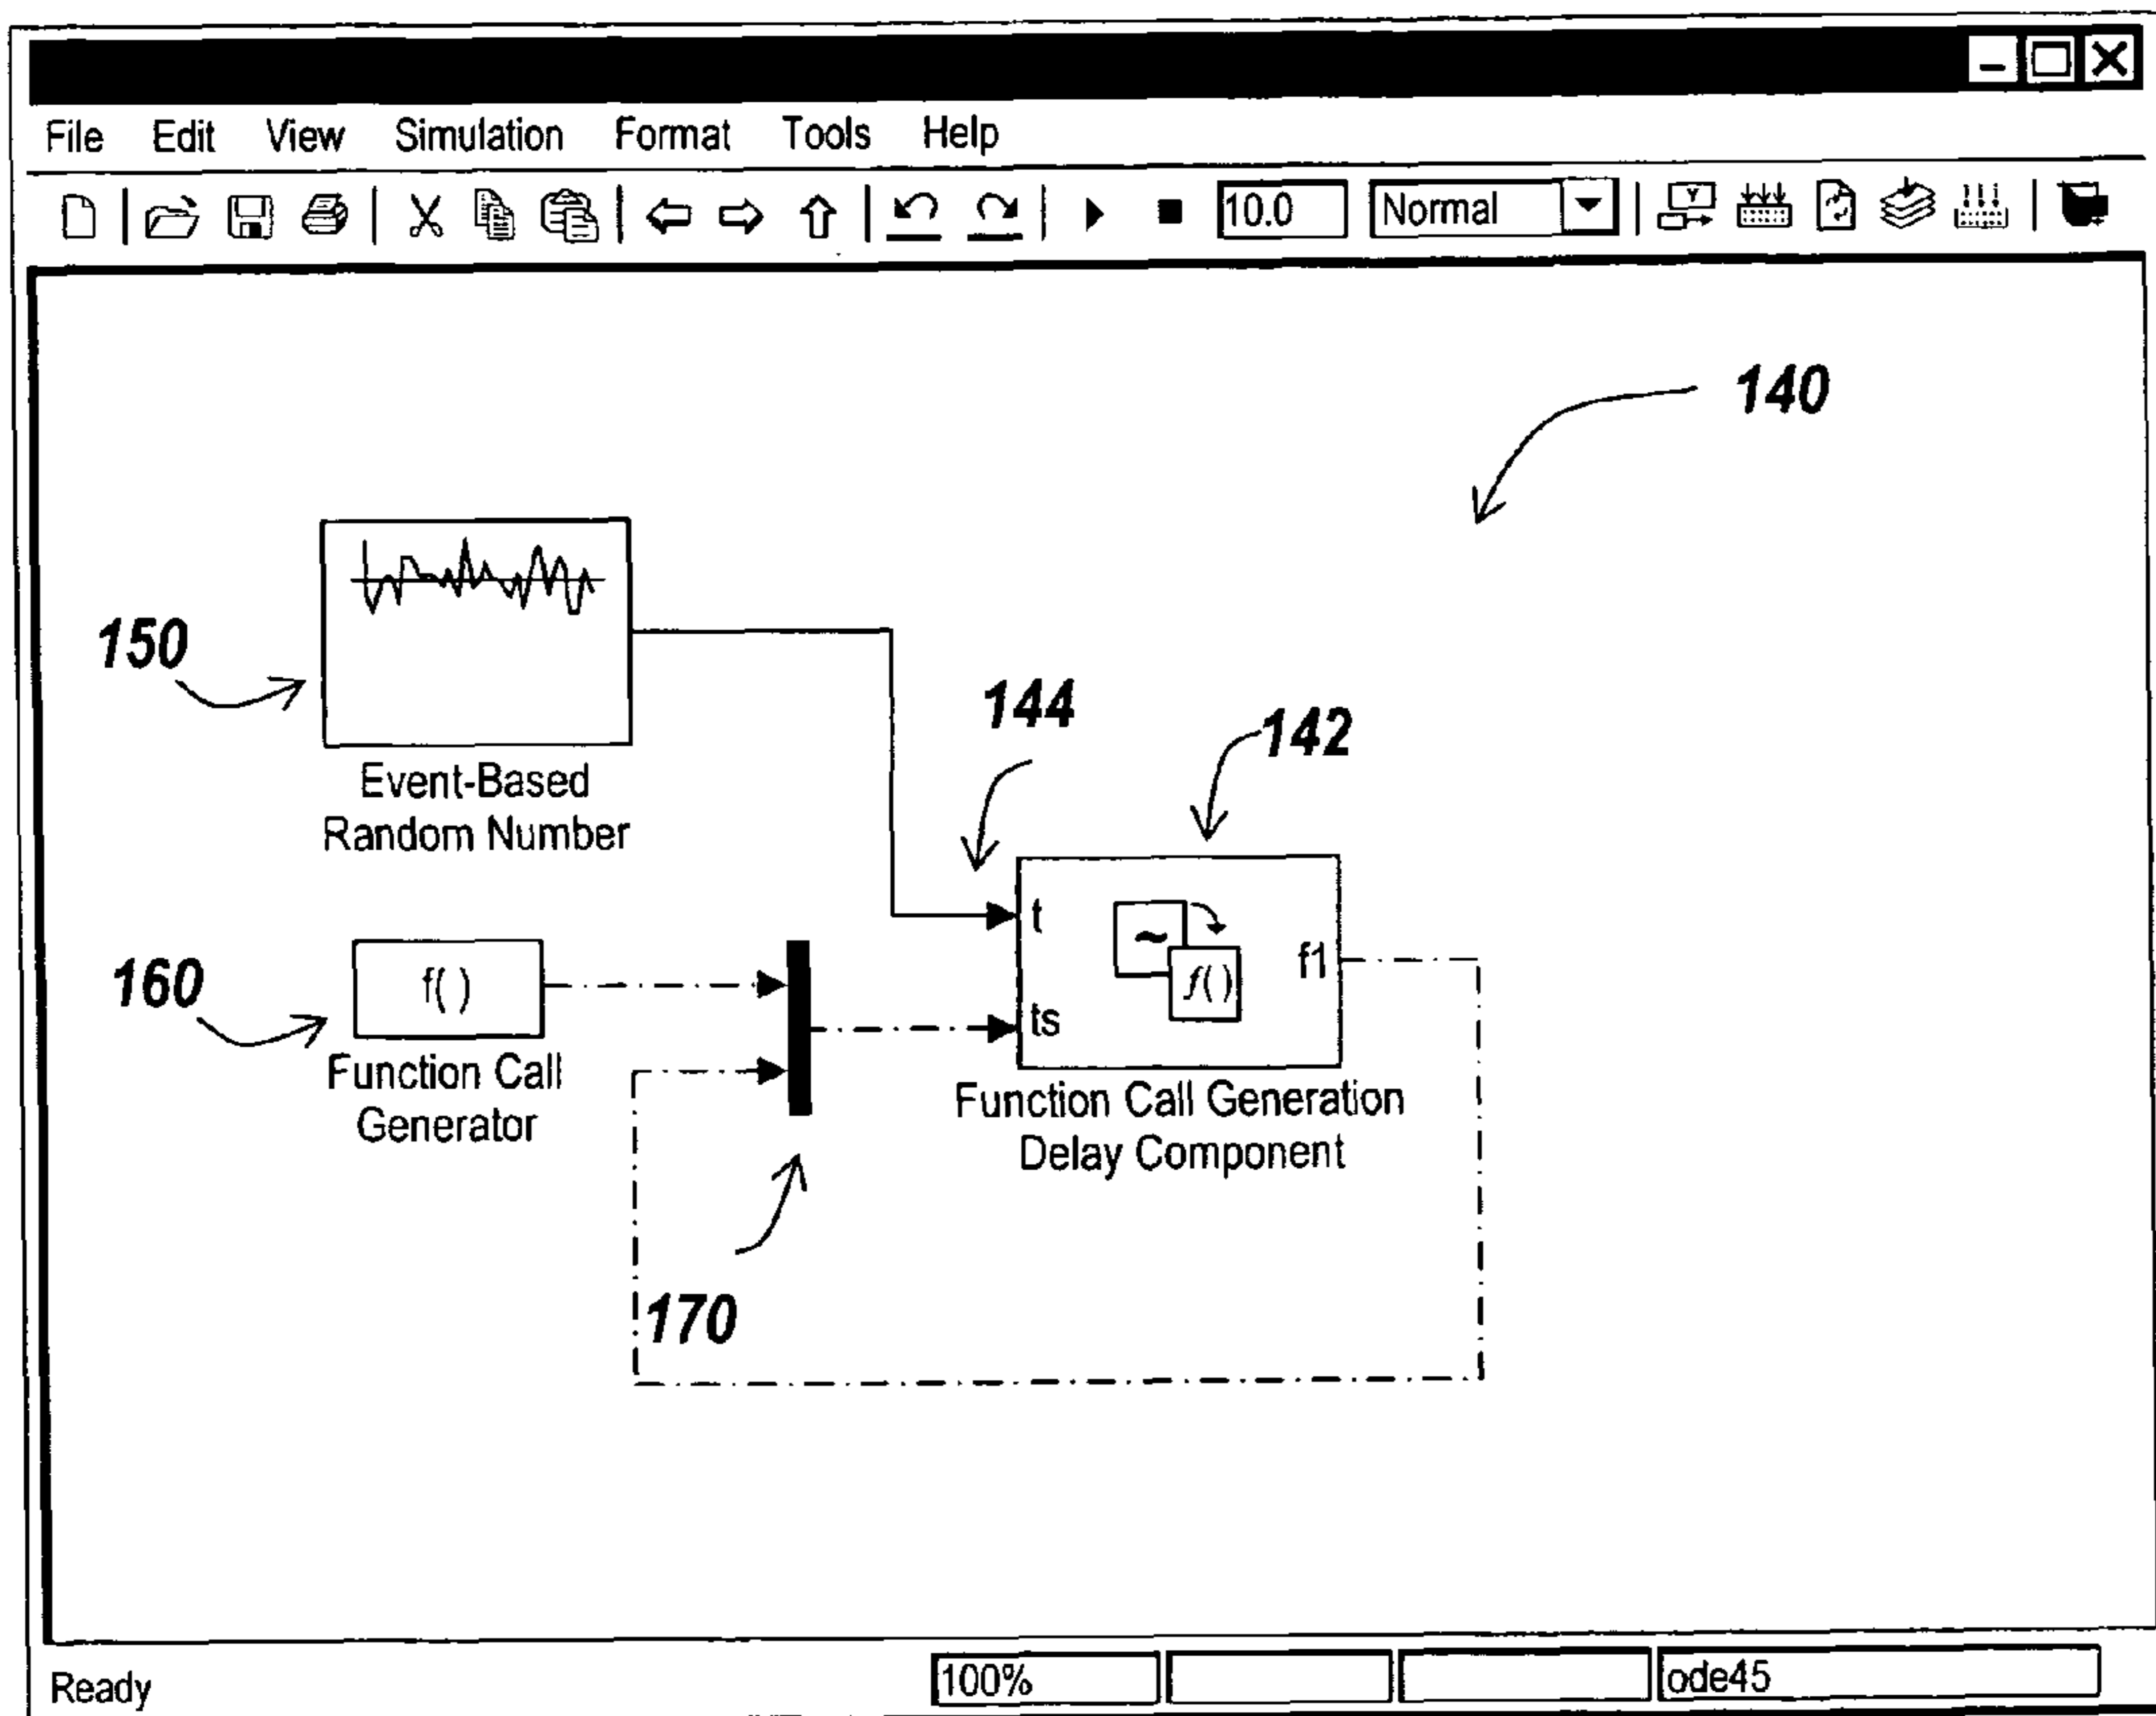 File Edit View Simulation Format Tools Help
10.0 Normal
140
150
Event-Based
Random Number
144
142
t
f()
f1
ts
160
f( )
Function Call
Generator
Function Call Generation
Delay Component
170
Ready 100% ode45